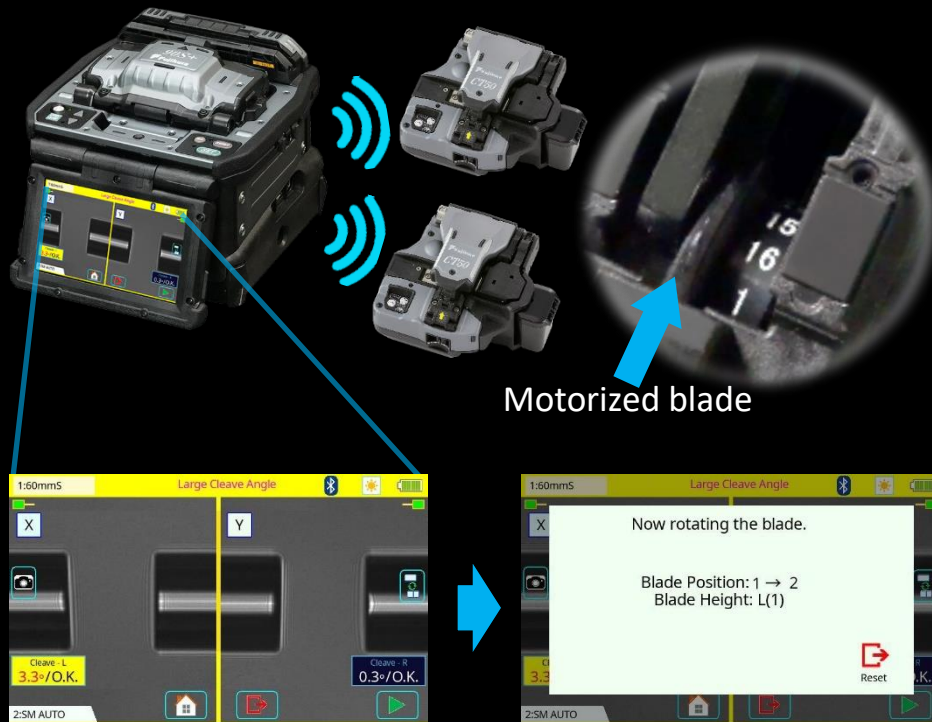 Fujikura
CT50
Fujikura
CT50
15
16
1
Motorized blade
1:60mmS
Large Cleave Angle
X
Y
Cleave - L
3.3°/O.K.
Cleave - R
0.3°/O.K.
2:SM AUTO
1:60mmS
Large Cleave Angle
X
Now rotating the blade.
Blade Position: 1 → 2
Blade Height: L(1)
Reset
2:SM AUTO